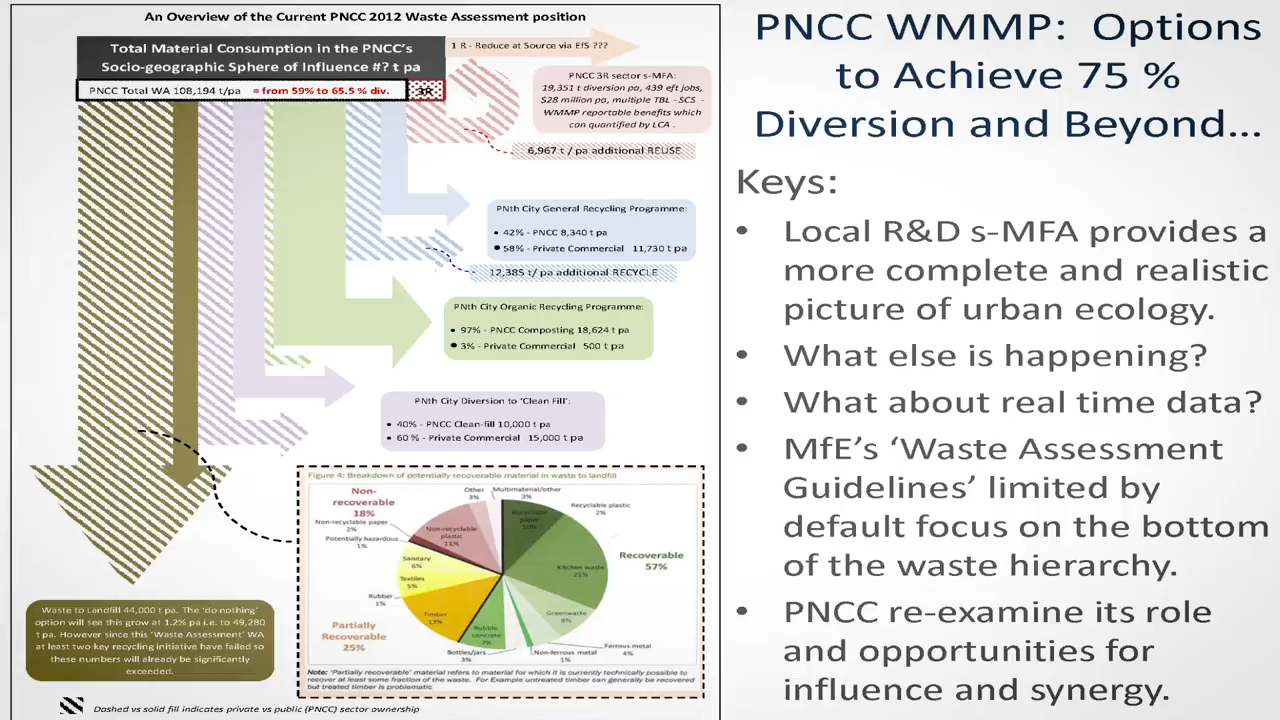 An Overview of the Current PNCC 2012 Waste Assessment position
Total Material Consumption in the PNCC's
Socio-geographic Sphere of Influence #? t pa
1 R - Reduce at Source via EfS ???
PNCC Total WA 108,194 t/pa = from 59% to 65.5 % div.
3R
PNCC 3R sector s-MFA:
19,351 t diversion pa, 439 eft jobs,
$28 million pa, multiple TBL - SCS -
WMMP reportable benefits which
can quantified by LCA .
6,967 t / pa additional REUSE
PNth City General Recycling Programme:
• 42% - PNCC 8,340 t pa
• 58% - Private Commercial 11,730 t pa
12,385 t/ pa additional RECYCLE
PNth City Organic Recycling Programme:
• 97% - PNCC Composting 18,624 t pa
• 3% - Private Commercial 500 t pa
PNth City Diversion to 'Clean Fill':
• 40% - PNCC Clean-fill 10,000 t pa
• 60 % - Private Commercial 15,000 t pa
Figure 4: Breakdown of potentially recoverable material in waste to landfill
Non-
recoverable
18%
Other
3%
Multimaterial/other
3%
Recyclable plastic
2%
Recyclable
paper
10%
Non-recyclable paper
2%
Non-recyclable
plastic
11%
Potentially hazardous
1%
Recoverable
57%
Sanitary
6%
Kitchen waste
21%
Textiles
5%
Rubber
1%
Timber
13%
Greenwaste
8%
Partially
Recoverable
25%
Rubble,
concrete
7%
Bottles/jars
3%
Non-ferrous metal
1%
Ferrous metal
4%
Note: 'Partially recoverable' material refers to material for which it is currently technically possible to
recover at least some fraction of the waste. For Example untreated timber can generally be recovered
but treated timber is problematic
Waste to Landfill 44,000 t pa. The 'do nothing'
option will see this grow at 1.2% pa i.e. to 49,280
t pa. However since this 'Waste Assessment' WA
at least two key recycling initiative have failed so
these numbers will already be significantly
exceeded.
Dashed vs solid fill indicates private vs public (PNCC) sector ownership
PNCC WMMP: Options
to Achieve 75 %
Diversion and Beyond...
Keys:
• Local R&D s-MFA provides a
more complete and realistic
picture of urban ecology.
• What else is happening?
• What about real time data?
• MfE's 'Waste Assessment
Guidelines' limited by
default focus on the bottom
of the waste hierarchy.
• PNCC re-examine its role
and opportunities for
influence and synergy.